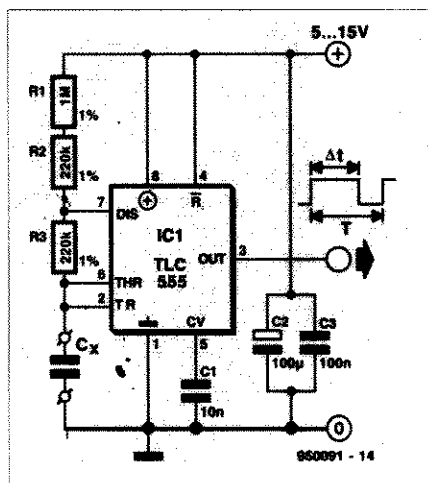 5...15V
R1
1M
1%
R2
220k
1%
R3
220k
1%
8
4
R
7
DIS
IC1
TLC
555
OUT
3
6
THR
2
TR
CV
1
5
Cx
C1
10n
C2
100µ
C3
100n
Δt
T
0
950091 - 14